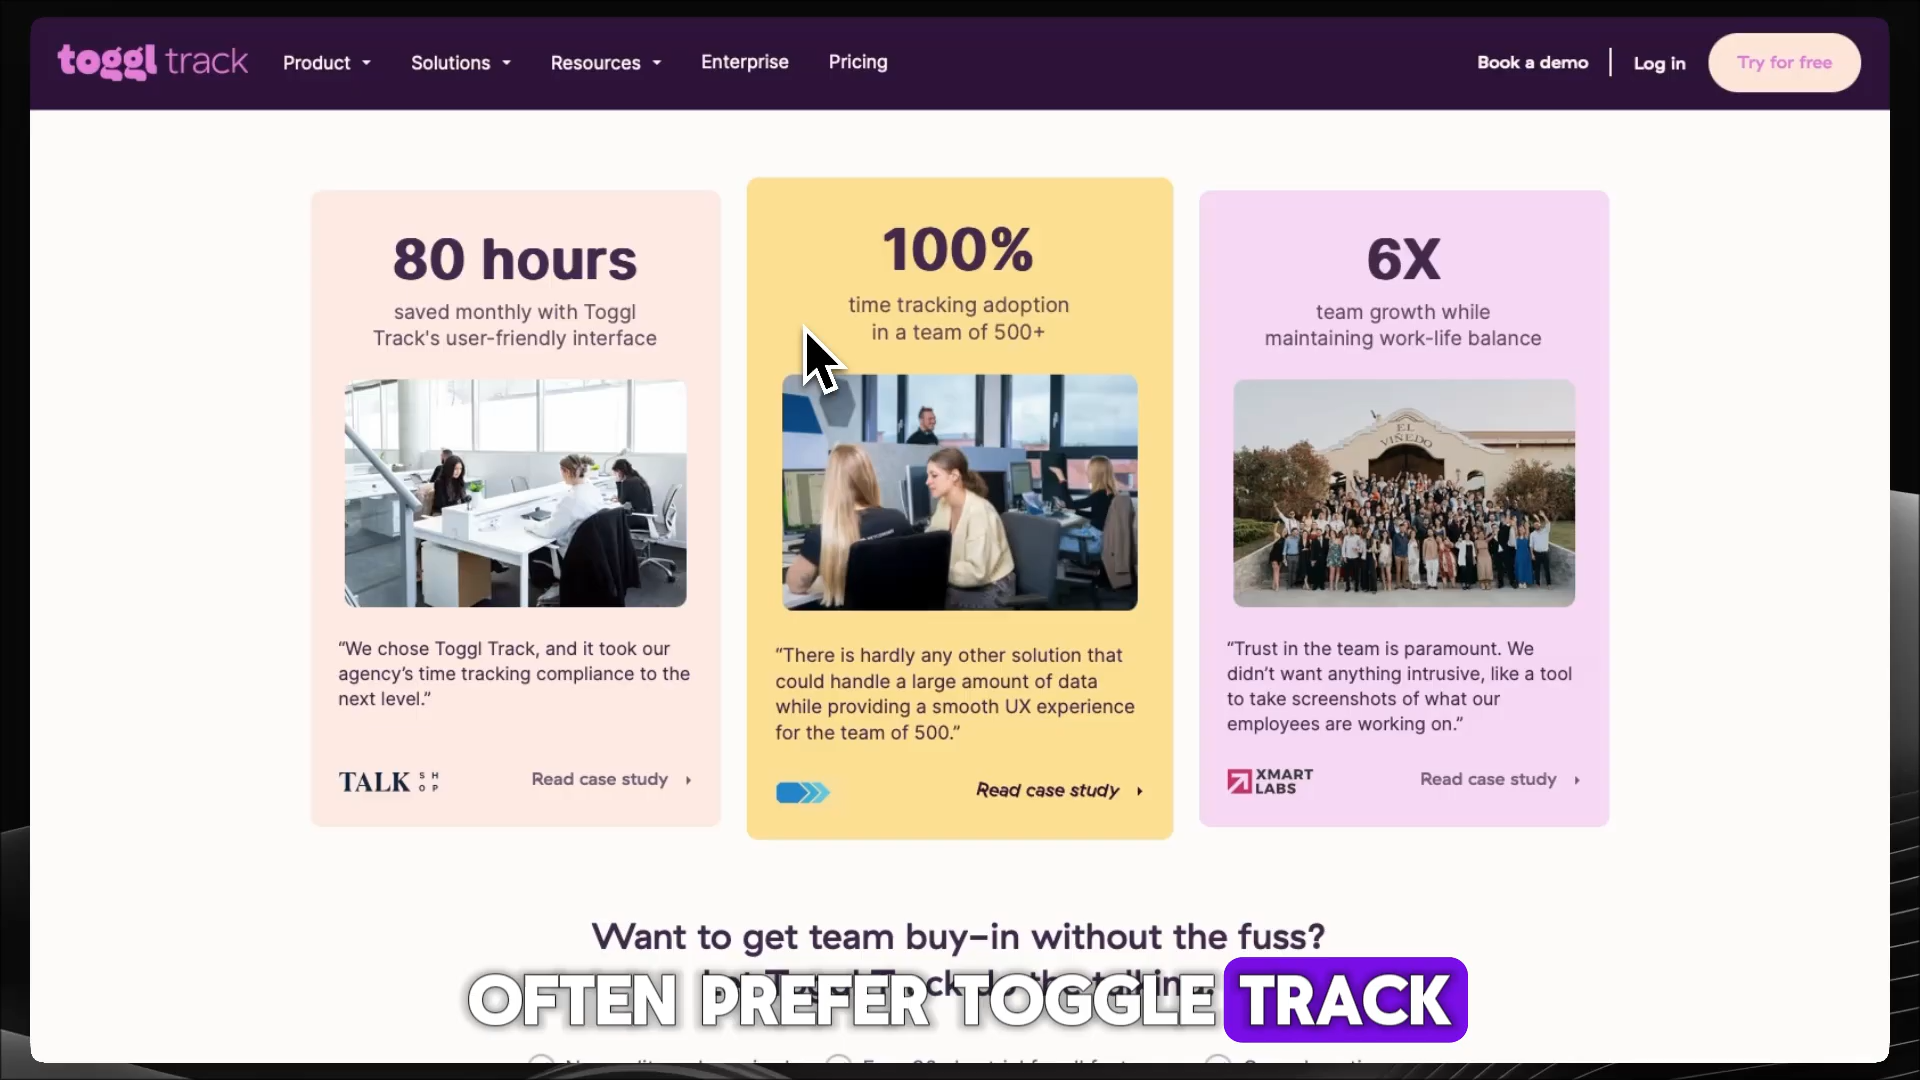 toggl track
Product
Solutions
Resources
Enterprise
Pricing
Book a demo
Log in
Try for free
80 hours
saved monthly with Toggl
Track's user-friendly interface
“We chose Toggl Track, and it took our
agency’s time tracking compliance to the
next level.”
TALK SHOP
Read case study
100%
time tracking adoption
in a team of 500+
“There is hardly any other solution that
could handle a large amount of data
while providing a smooth UX experience
for the team of 500.”
Read case study
6X
team growth while
maintaining work-life balance
EL
VIÑEDO
“Trust in the team is paramount. We
didn’t want anything intrusive, like a tool
to take screenshots of what our
employees are working on.”
XMART
LABS
Read case study
Want to get team buy-in without the fuss?
OFTEN PREFER TOGGLE TRACK